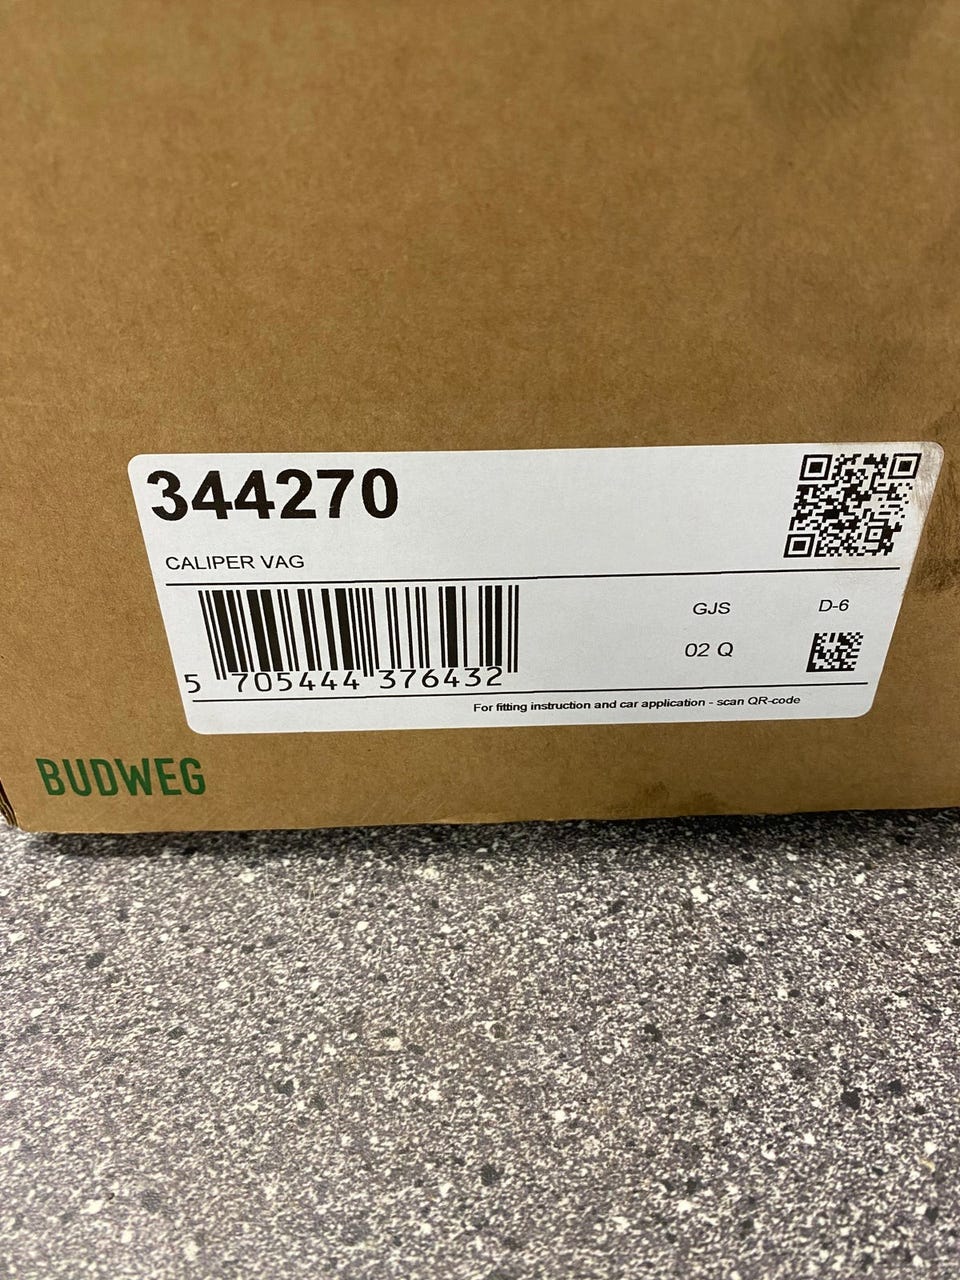 344270
CALIPER VAG
GJS D-6
02 Q
5 705444 376432
For fitting instruction and car application - scan QR-code
BUDWEG